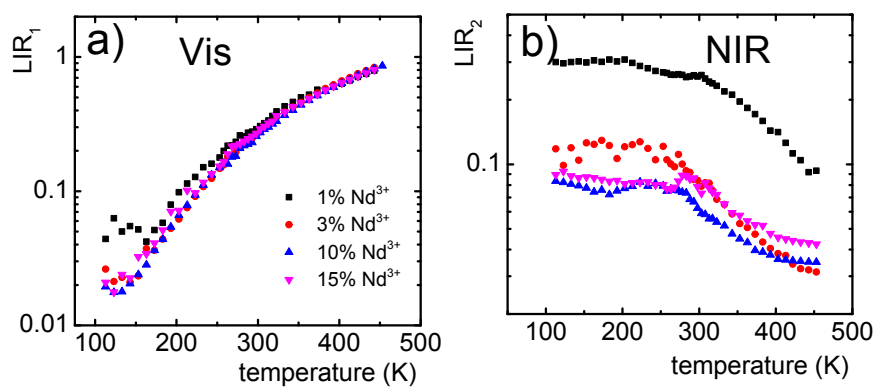 a) Vis
LIR1
1
0.1
0.01
1% Nd3+
3% Nd3+
10% Nd3+
15% Nd3+
100 200 300 400 500
temperature (K)
b) NIR
LIR2
0.1
100 200 300 400 500
temperature (K)